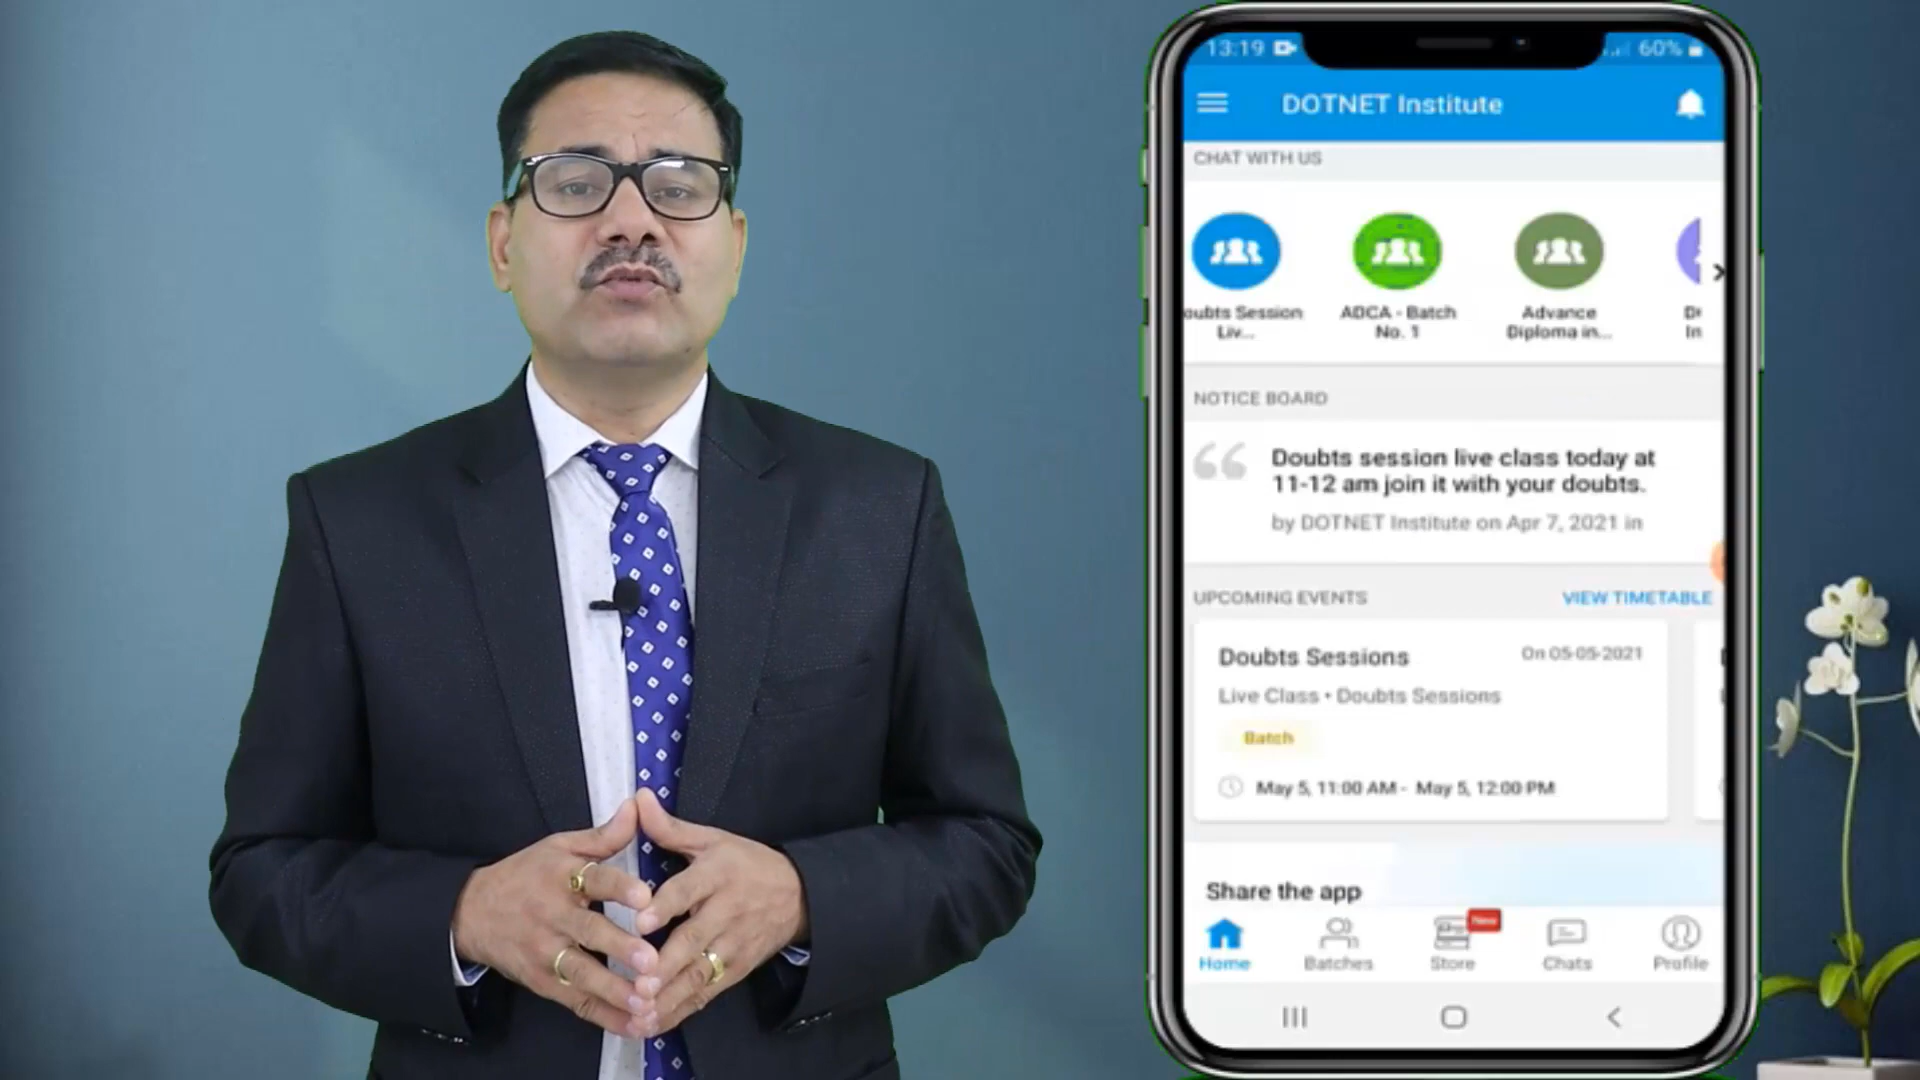 13:19
60%
DOTNET Institute
CHAT WITH US
oubts Session
Liv...
ADCA - Batch
No. 1
Advance
Diploma in...
In
NOTICE BOARD
Doubts session live class today at
11-12 am join it with your doubts.
by DOTNET Institute on Apr 7, 2021 in
UPCOMING EVENTS
VIEW TIMETABLE
Doubts Sessions
On 05-05-2021
Live Class • Doubts Sessions
Batch
May 5, 11:00 AM - May 5, 12:00 PM
Share the app
New
Home
Batches
Store
Chats
Profile